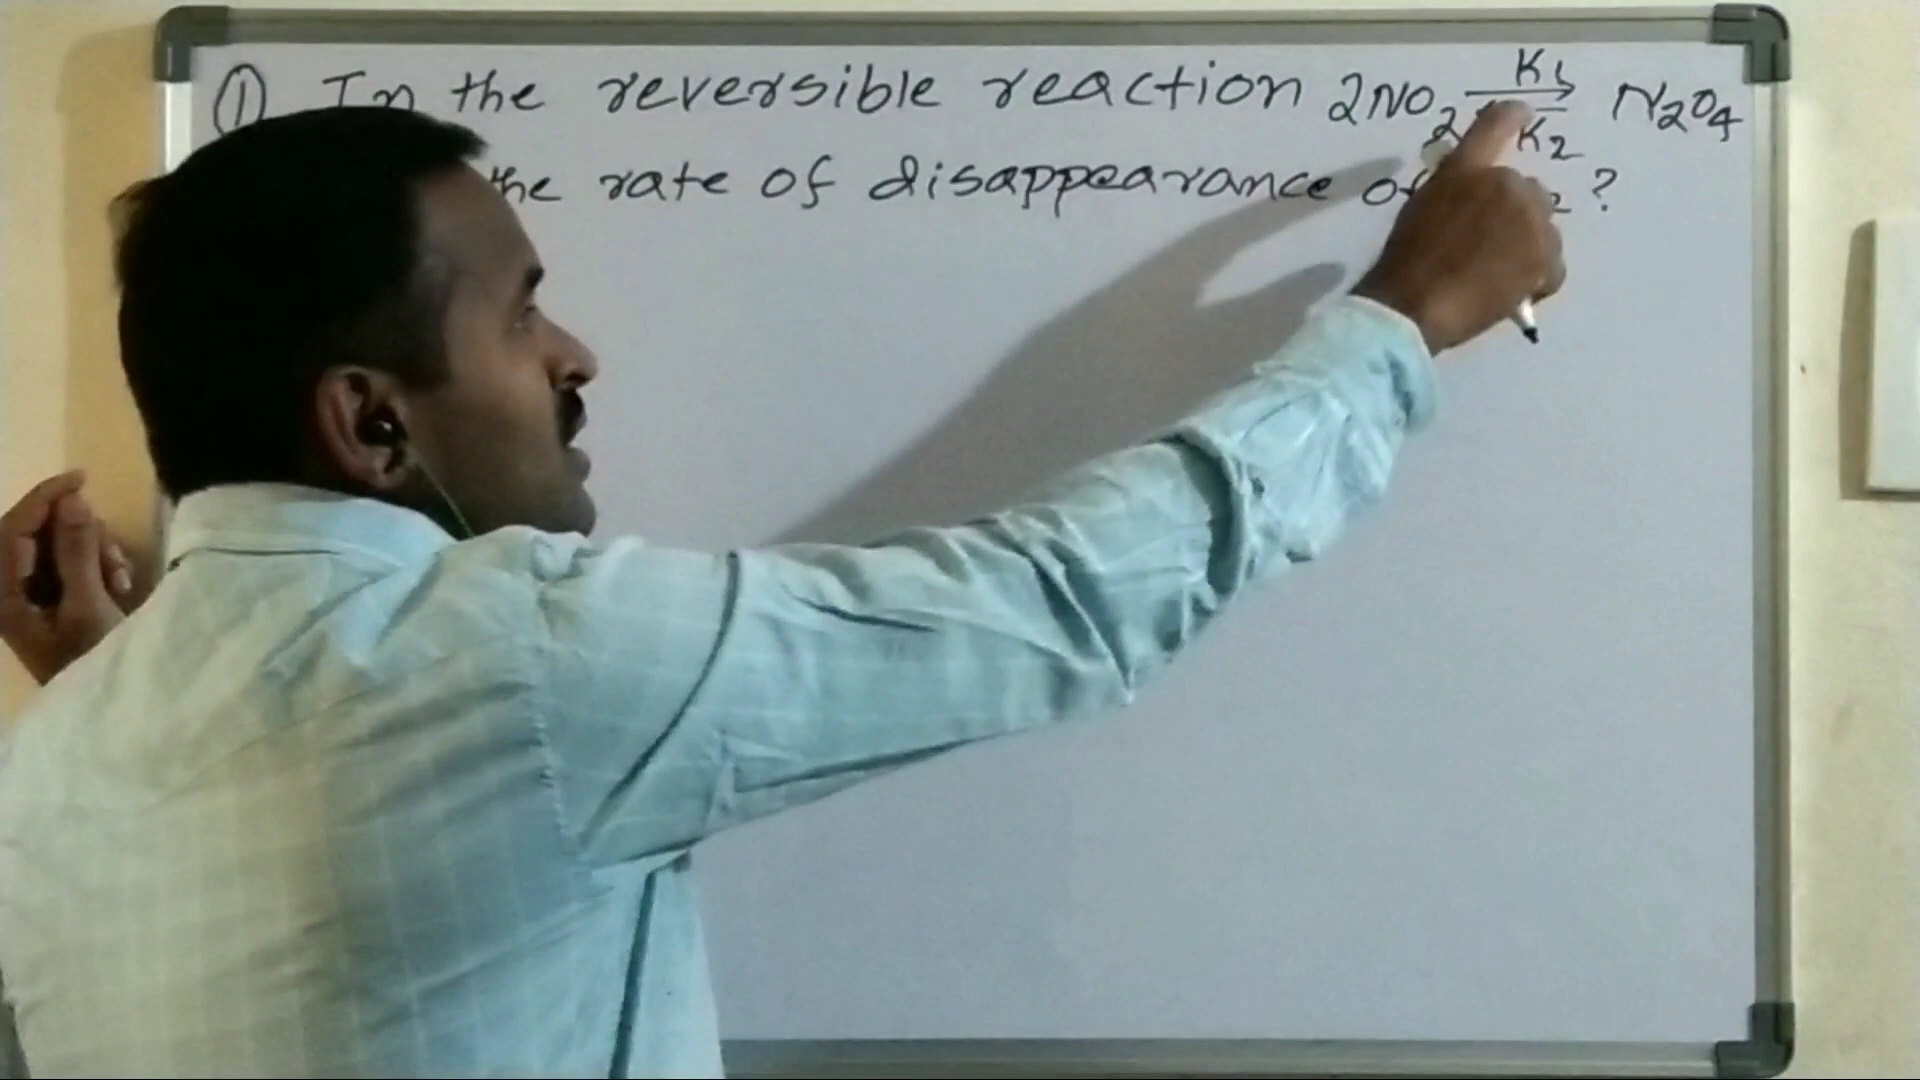 ① In the reversible reaction 2NO₂ K₁ K₂ N₂O₄
the rate of disappearance of ?